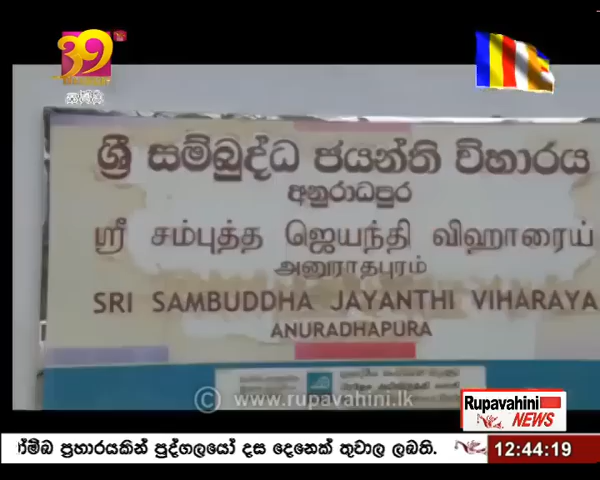 39
ශ්‍රී සම්බුද්ධ ජයන්ති විහාරය
අනුරාධපුර
ஸ்ரீ சம்புத்த ஜெயந்தி விஹாரைய்
அனுராதபுரம்
SRI SAMBUDDHA JAYANTHI VIHARAYA
ANURADHAPURA
© www.rupavahini.lk
Rupavahini
NEWS
ප්‍රහාරයකින් පුද්ගලයෝ දස දෙනෙක් තුවාල ලබති.
12:44:19